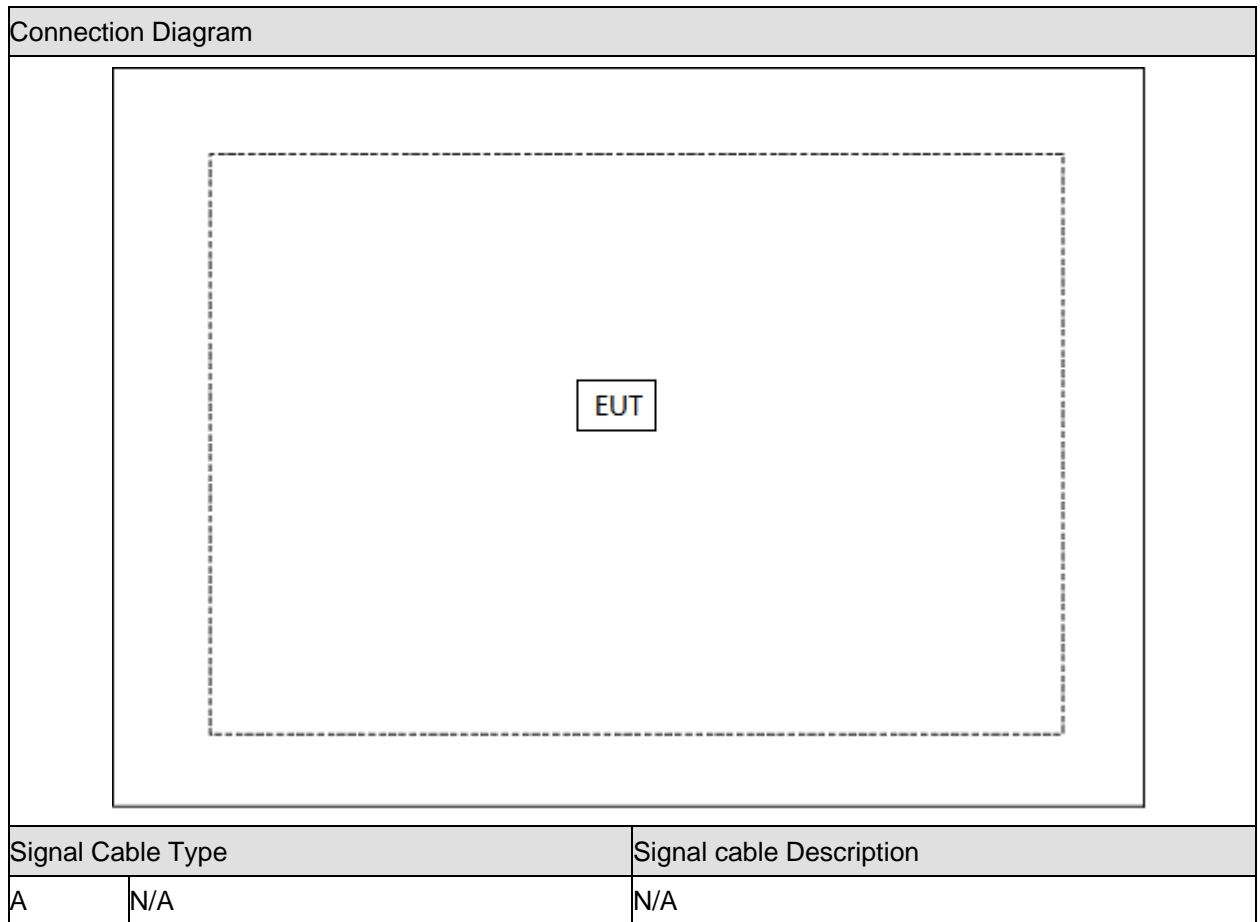 Connection Diagram
EUT
Signal Cable Type Signal cable Description
A N/A N/A